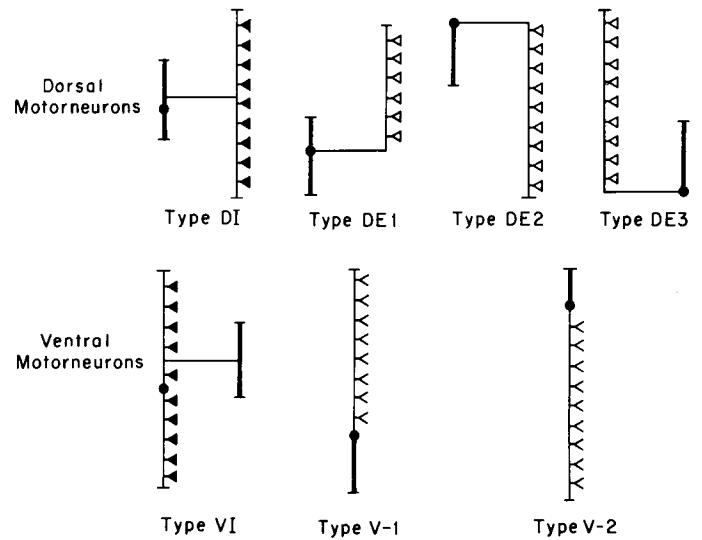 Dorsal
Motorneurons
Type DI
Type DE1
Type DE2
Type DE3
Ventral
Motorneurons
Type VI
Type V-1
Type V-2